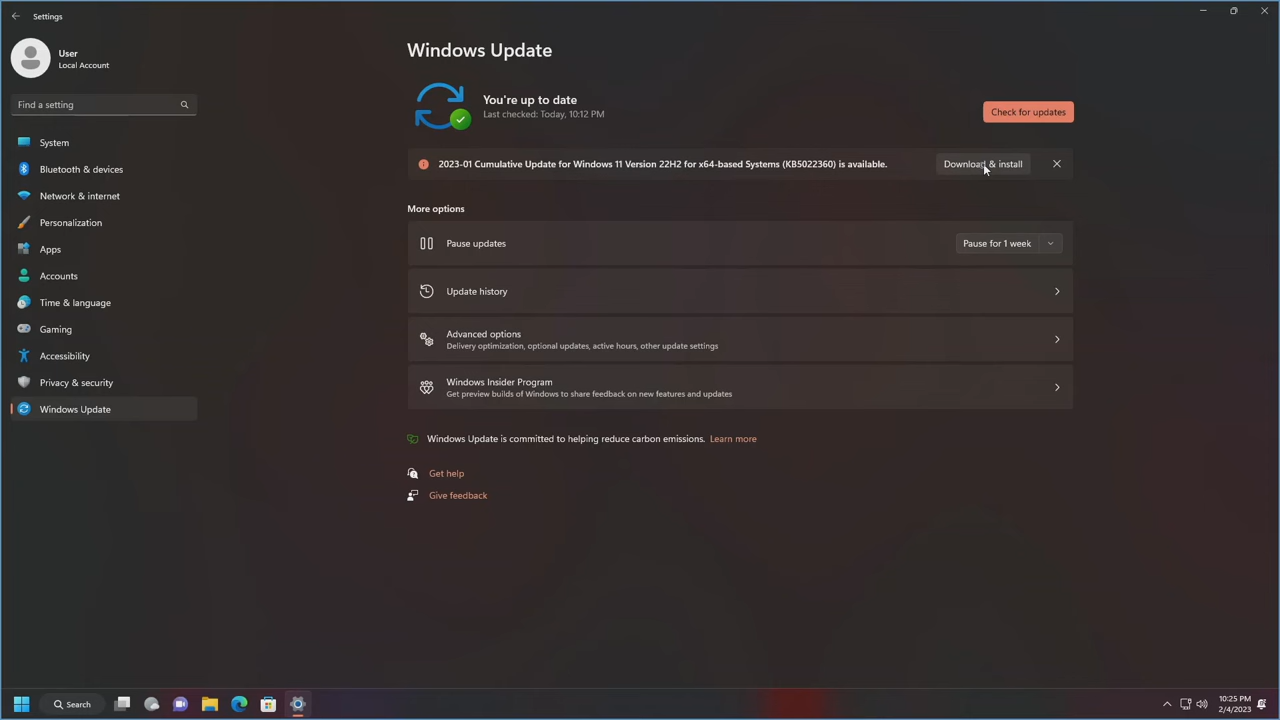 Settings
User
Local Account
Find a setting
System
Bluetooth & devices
Network & internet
Personalization
Apps
Accounts
Time & language
Gaming
Accessibility
Privacy & security
Windows Update
Windows Update
You're up to date
Last checked: Today, 10:12 PM
Check for updates
2023-01 Cumulative Update for Windows 11 Version 22H2 for x64-based Systems (KB5022360) is available.
Download & install
More options
Pause updates
Pause for 1 week
Update history
Advanced options
Delivery optimization, optional updates, active hours, other update settings
Windows Insider Program
Get preview builds of Windows to share feedback on new features and updates
Windows Update is committed to helping reduce carbon emissions. Learn more
Get help
Give feedback
Search
10:25 PM
2/4/2023